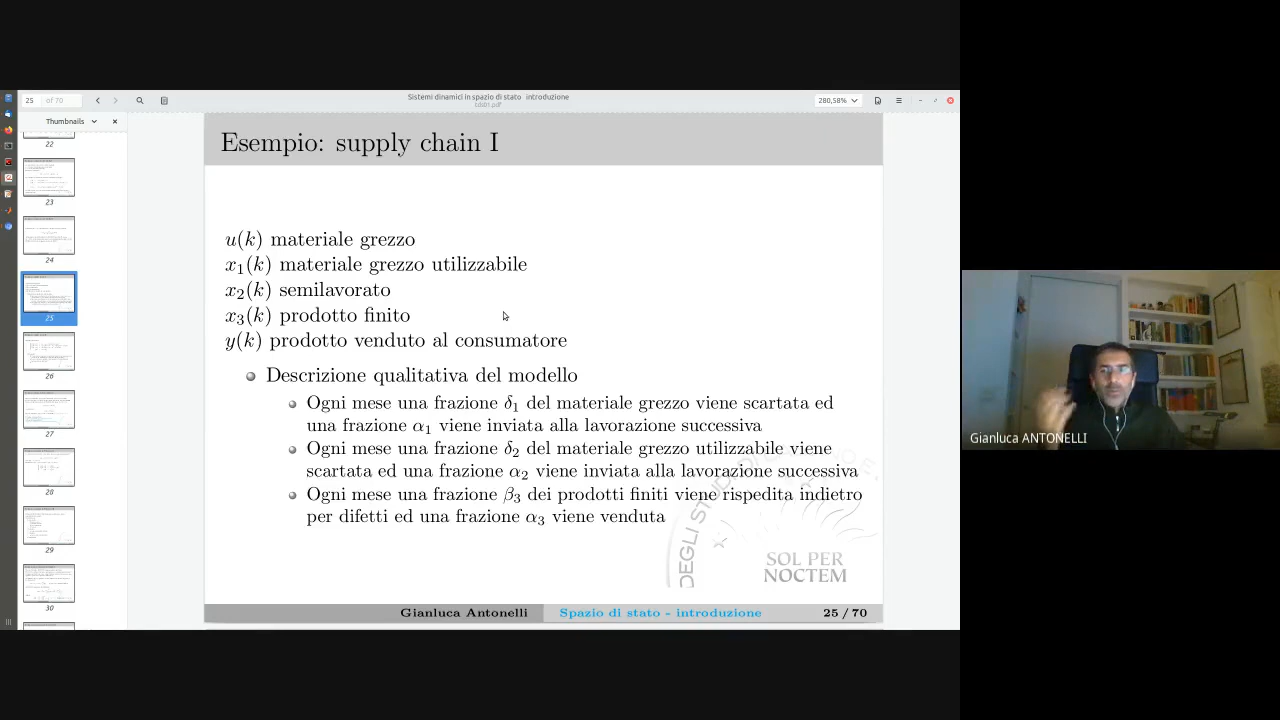 Sistemi dinamici in spazio di stato introduzione
25 of 70
280,58%
Thumbnails
22
23
24
25
26
27
28
29
30
Esempio: supply chain I
u(k) materiale grezzo
x₁(k) materiale grezzo utilizzabile
x₂(k) semilavorato
x₃(k) prodotto finito
y(k) prodotto venduto al consumatore
Descrizione qualitativa del modello
Ogni mese una frazione δ₁ del materiale grezzo viene scartata ed
una frazione α₁ viene inviata alla lavorazione successiva
Ogni mese una frazione δ₂ del materiale grezzo utilizzabile viene
scartata ed una frazione α₂ viene inviata alla lavorazione successiva
Ogni mese una frazione β₃ dei prodotti finiti viene rispedita indietro
per difetti ed una frazione α₃ viene venduta
DEGLI STUDI
SOL PER
NOCTEM
Gianluca Antonelli
Spazio di stato - introduzione
25 / 70
Gianluca ANTONELLI